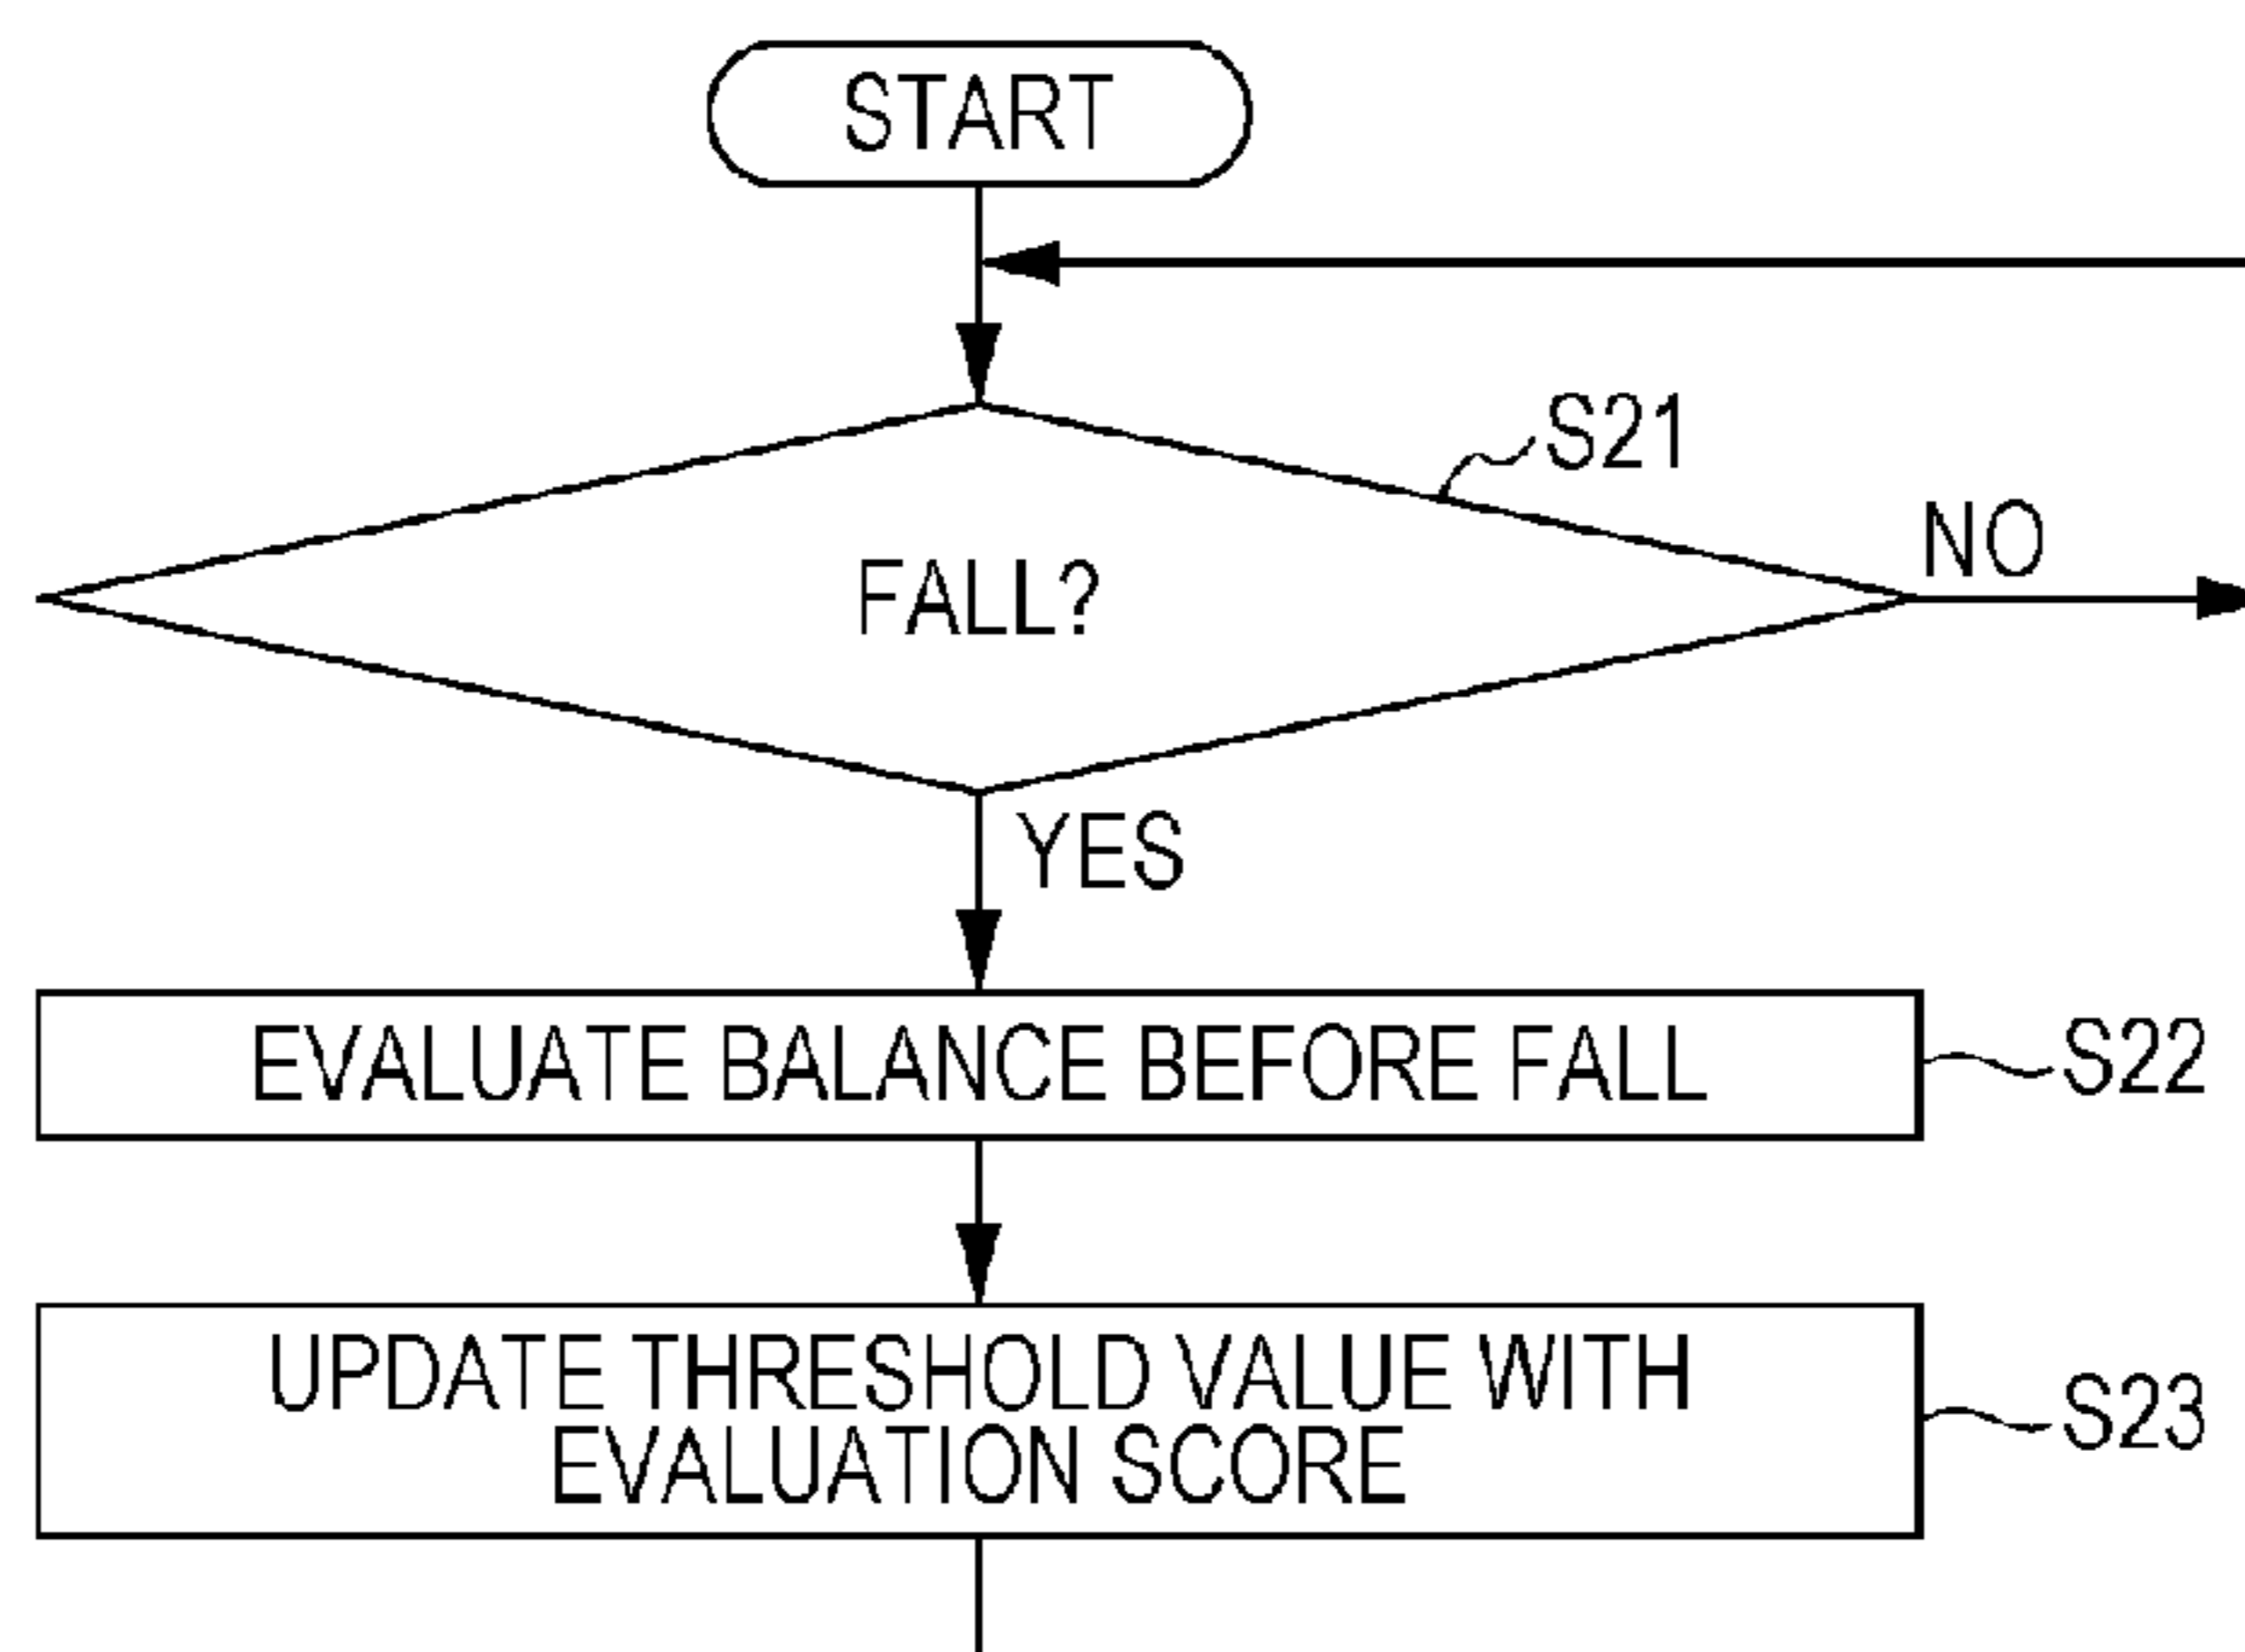 START
S21
NO
FALL?
YES
EVALUATE BALANCE BEFORE FALL
S22
UPDATE THRESHOLD VALUE WITH
EVALUATION SCORE
S23